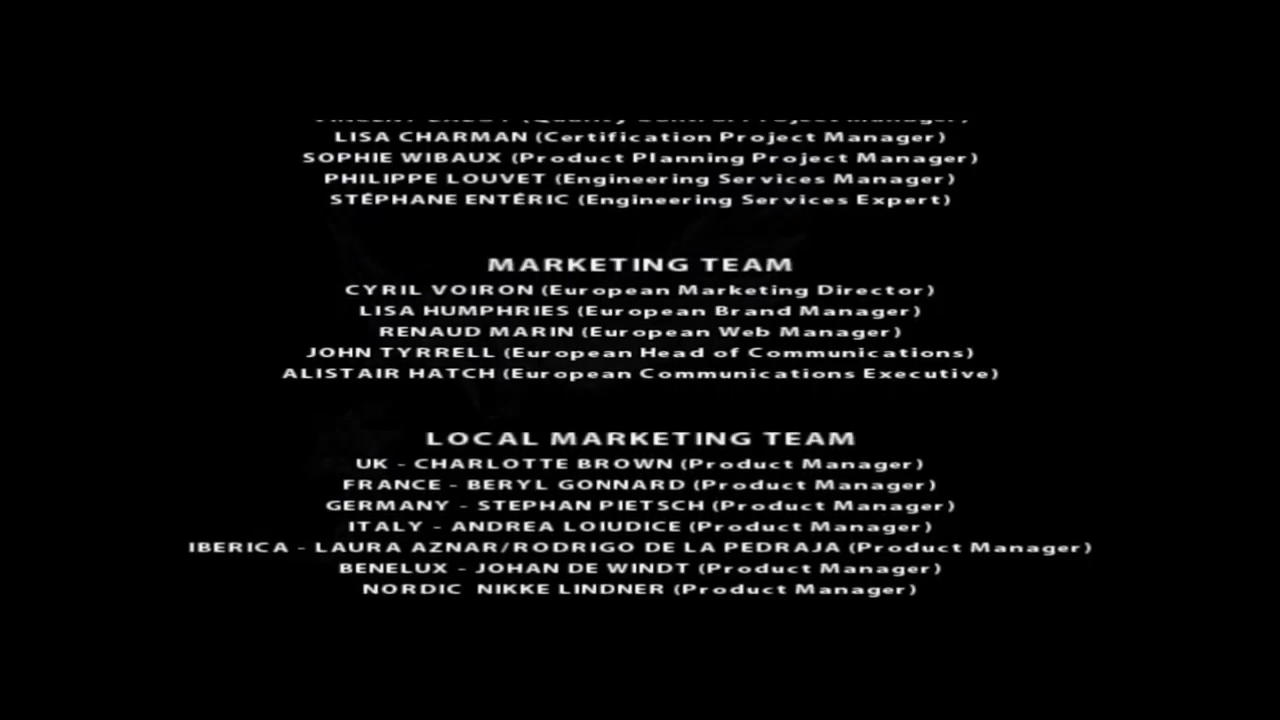 LISA CHARMAN (Certification Project Manager)
SOPHIE WIBAUX (Product Planning Project Manager)
PHILIPPE LOUVET (Engineering Services Manager)
STÉPHANE ENTÉRIC (Engineering Services Expert)
MARKETING TEAM
CYRIL VOIRON (European Marketing Director)
LISA HUMPHRIES (European Brand Manager)
RENAUD MARIN (European Web Manager)
JOHN TYRRELL (European Head of Communications)
ALISTAIR HATCH (European Communications Executive)
LOCAL MARKETING TEAM
UK - CHARLOTTE BROWN (Product Manager)
FRANCE - BERYL GONNARD (Product Manager)
GERMANY - STEPHAN PIETSCH (Product Manager)
ITALY - ANDREA LOIUDICE (Product Manager)
IBERICA - LAURA AZNAR/RODRIGO DE LA PEDRAJA (Product Manager)
BENELUX - JOHAN DE WINDT (Product Manager)
NORDIC NIKKE LINDNER (Product Manager)